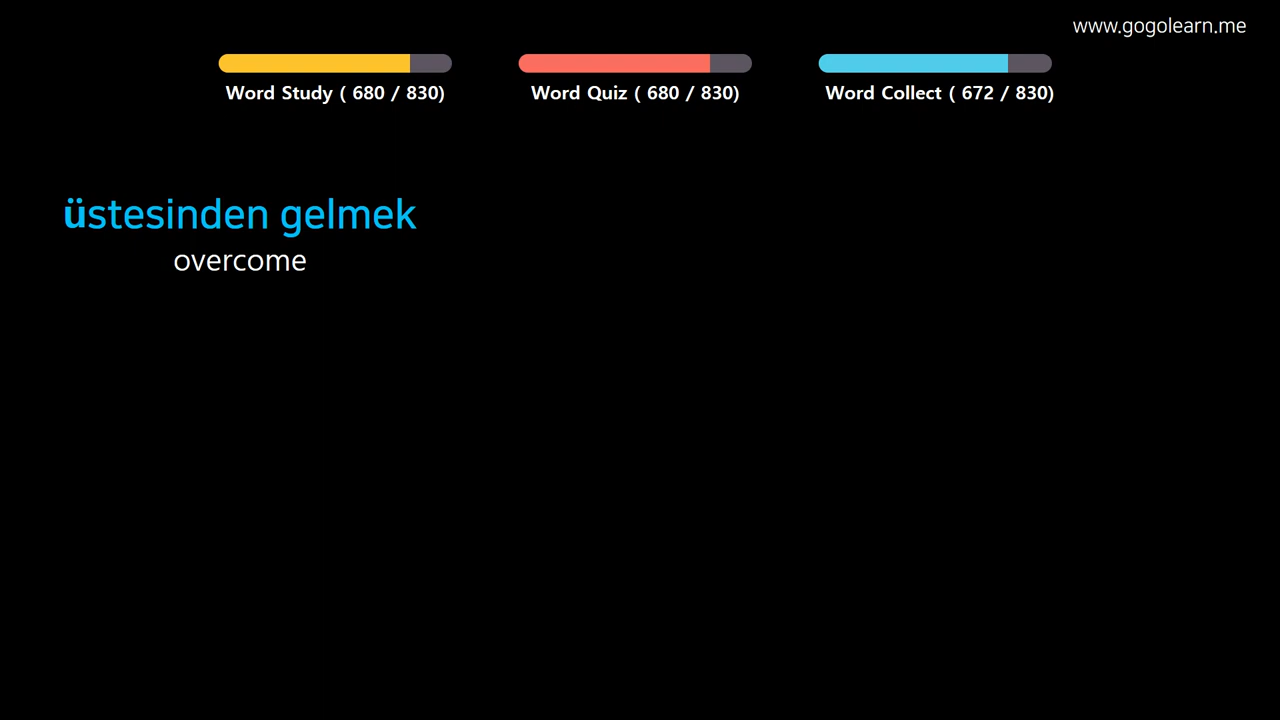 www.gogolearn.me
Word Study ( 680 / 830)
Word Quiz ( 680 / 830)
Word Collect ( 672 / 830)
üstesinden gelmek
overcome